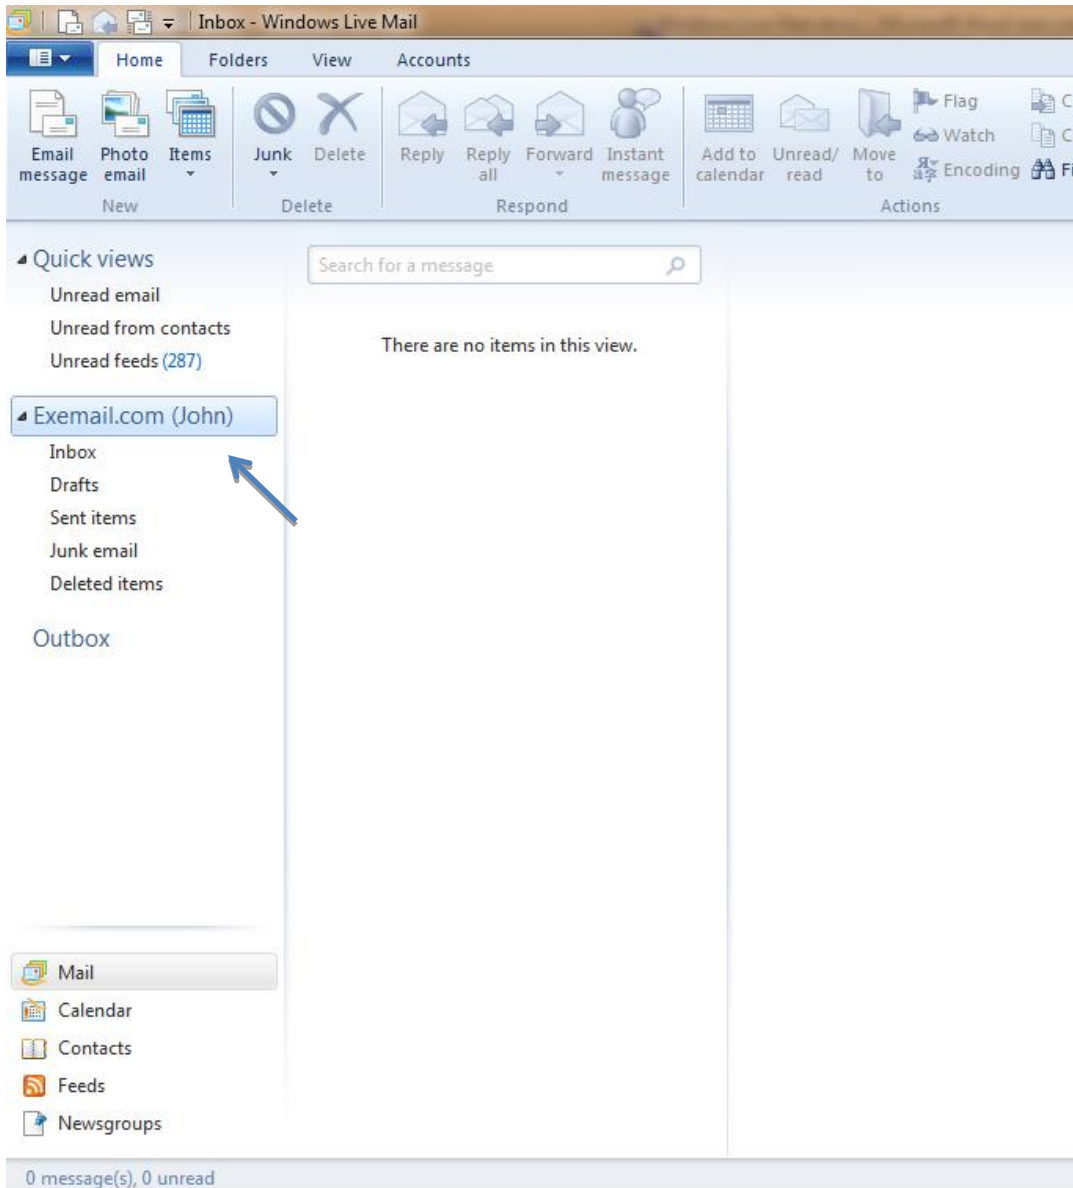 Inbox - Windows Live Mail
Home Folders View Accounts
Email message
Photo email
Items
New
Junk
Delete
Delete
Reply
Reply all
Forward
Instant message
Respond
Add to calendar
Unread/ read
Move to
Flag
Watch
Encoding
C
C
Fi
Actions
Quick views
Unread email
Unread from contacts
Unread feeds (287)
Exemail.com (John)
Inbox
Drafts
Sent items
Junk email
Deleted items
Outbox
Search for a message
There are no items in this view.
Mail
Calendar
Contacts
Feeds
Newsgroups
0 message(s), 0 unread